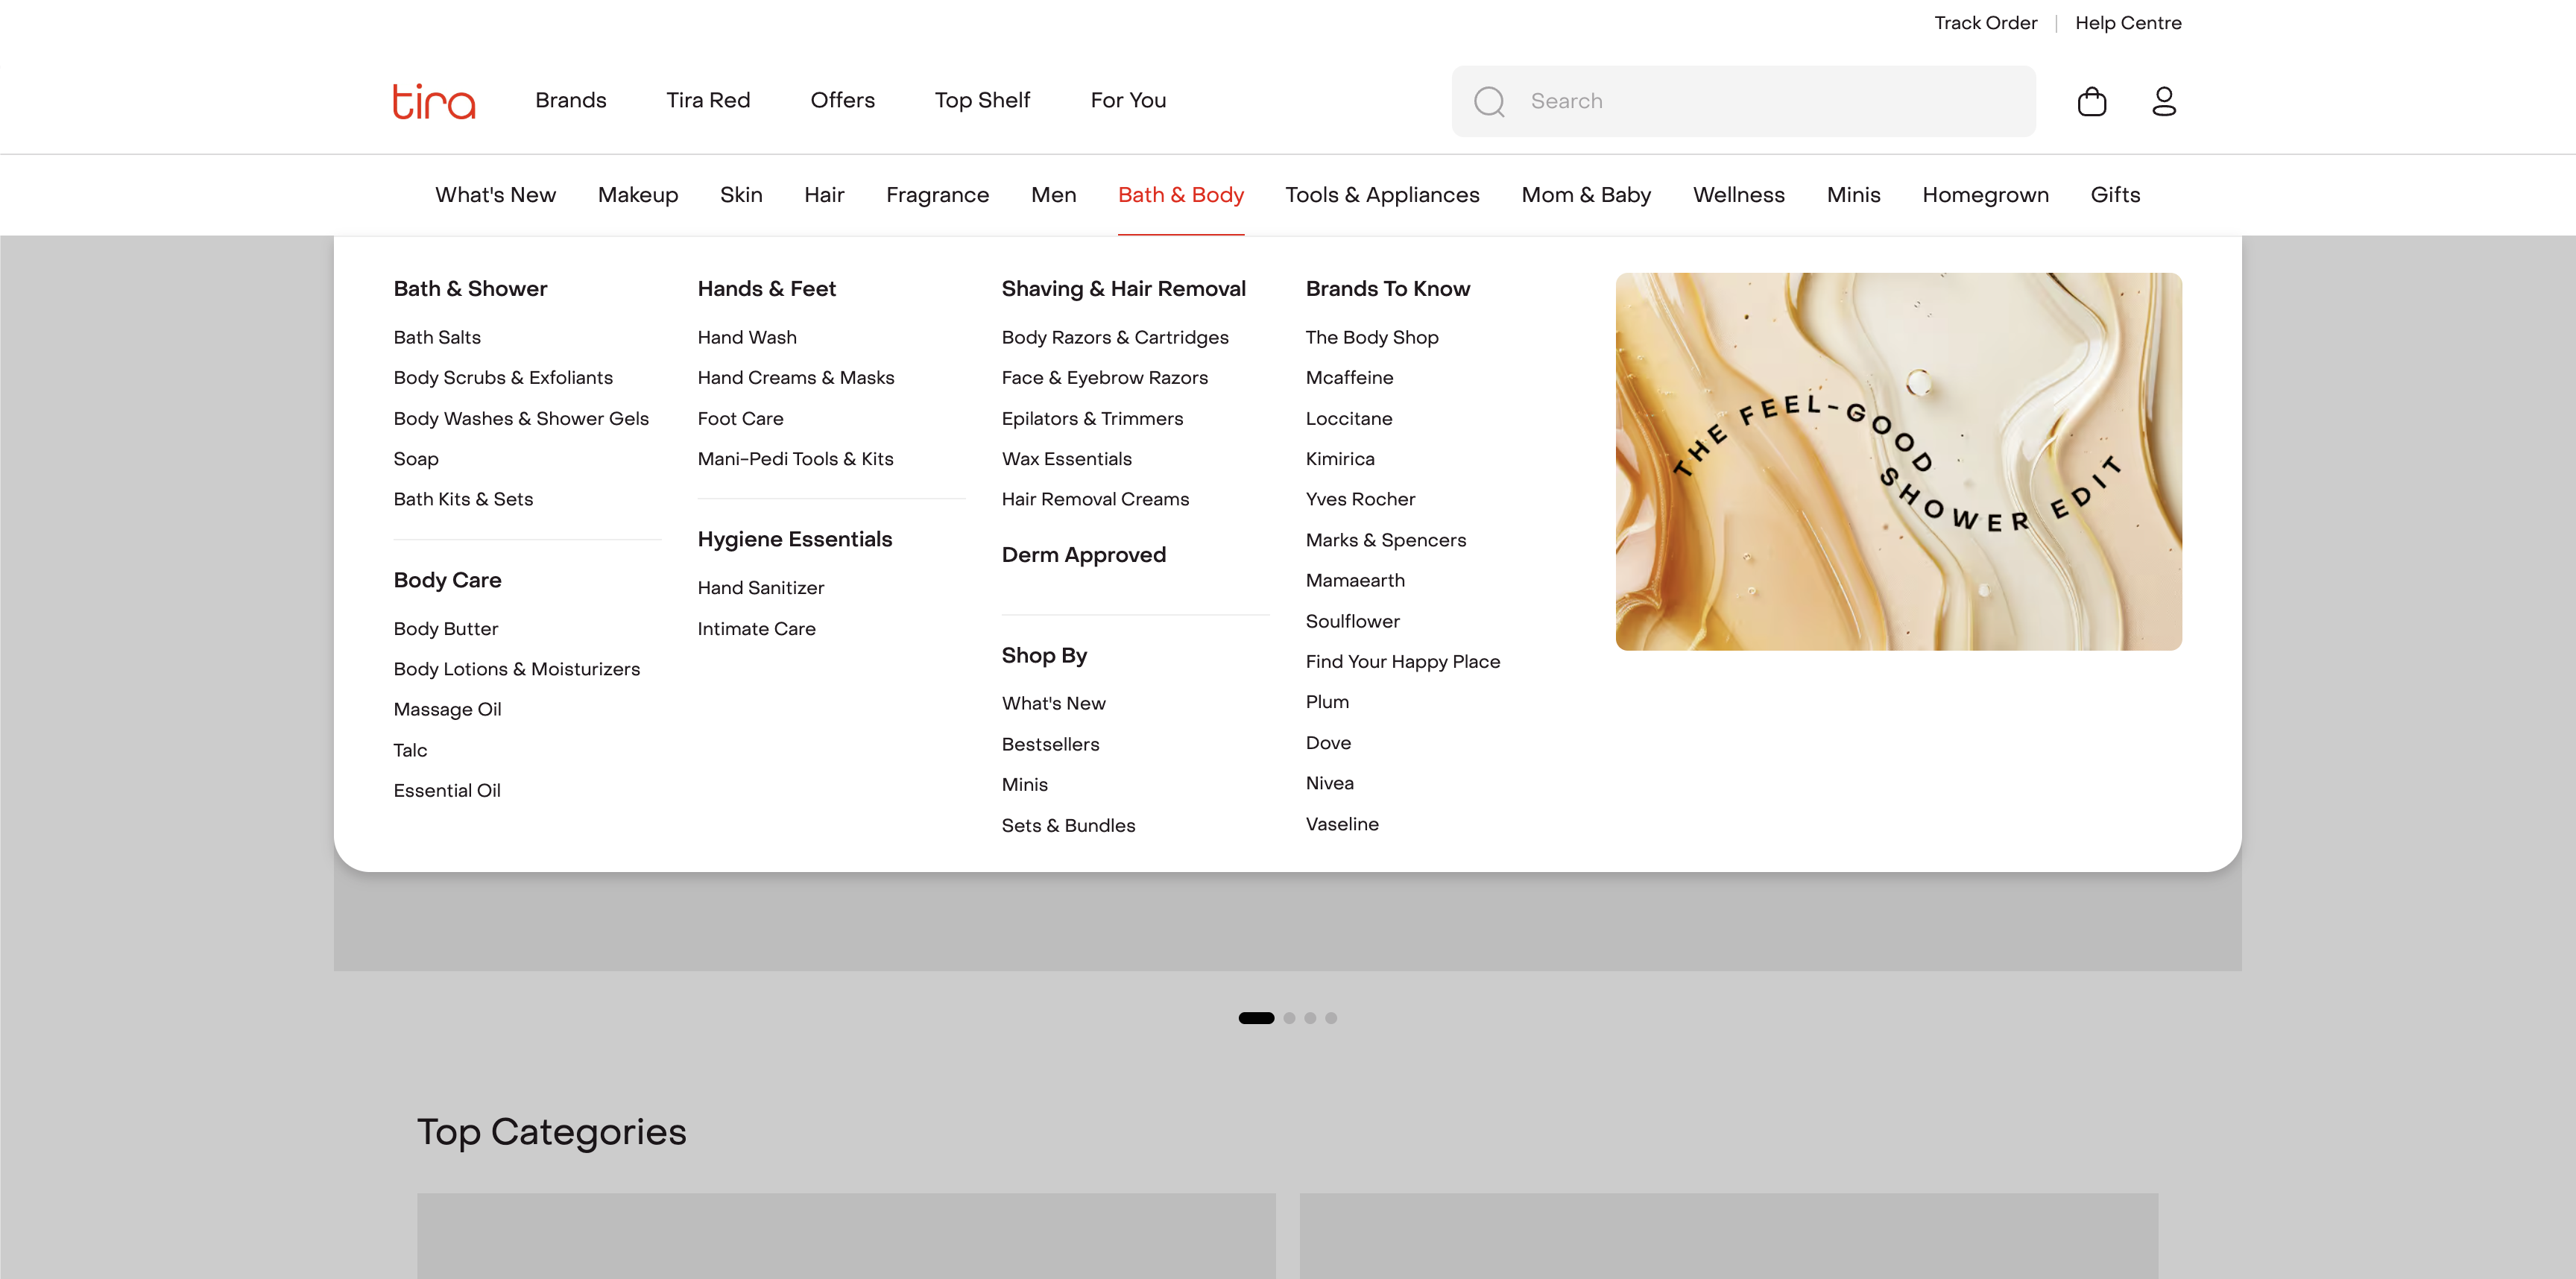 Track Order | Help Centre
tira
Brands
Tira Red
Offers
Top Shelf
For You
Search
What's New
Makeup
Skin
Hair
Fragrance
Men
Bath & Body
Tools & Appliances
Mom & Baby
Wellness
Minis
Homegrown
Gifts
Bath & Shower
Bath Salts
Body Scrubs & Exfoliants
Body Washes & Shower Gels
Soap
Bath Kits & Sets
Body Care
Body Butter
Body Lotions & Moisturizers
Massage Oil
Talc
Essential Oil
Hands & Feet
Hand Wash
Hand Creams & Masks
Foot Care
Mani-Pedi Tools & Kits
Hygiene Essentials
Hand Sanitizer
Intimate Care
Shaving & Hair Removal
Body Razors & Cartridges
Face & Eyebrow Razors
Epilators & Trimmers
Wax Essentials
Hair Removal Creams
Derm Approved
Shop By
What's New
Bestsellers
Minis
Sets & Bundles
Brands To Know
The Body Shop
Mcaffeine
Loccitane
Kimirica
Yves Rocher
Marks & Spencers
Mamaearth
Soulflower
Find Your Happy Place
Plum
Dove
Nivea
Vaseline
THE FEEL-GOOD
SHOWER EDIT
Top Categories